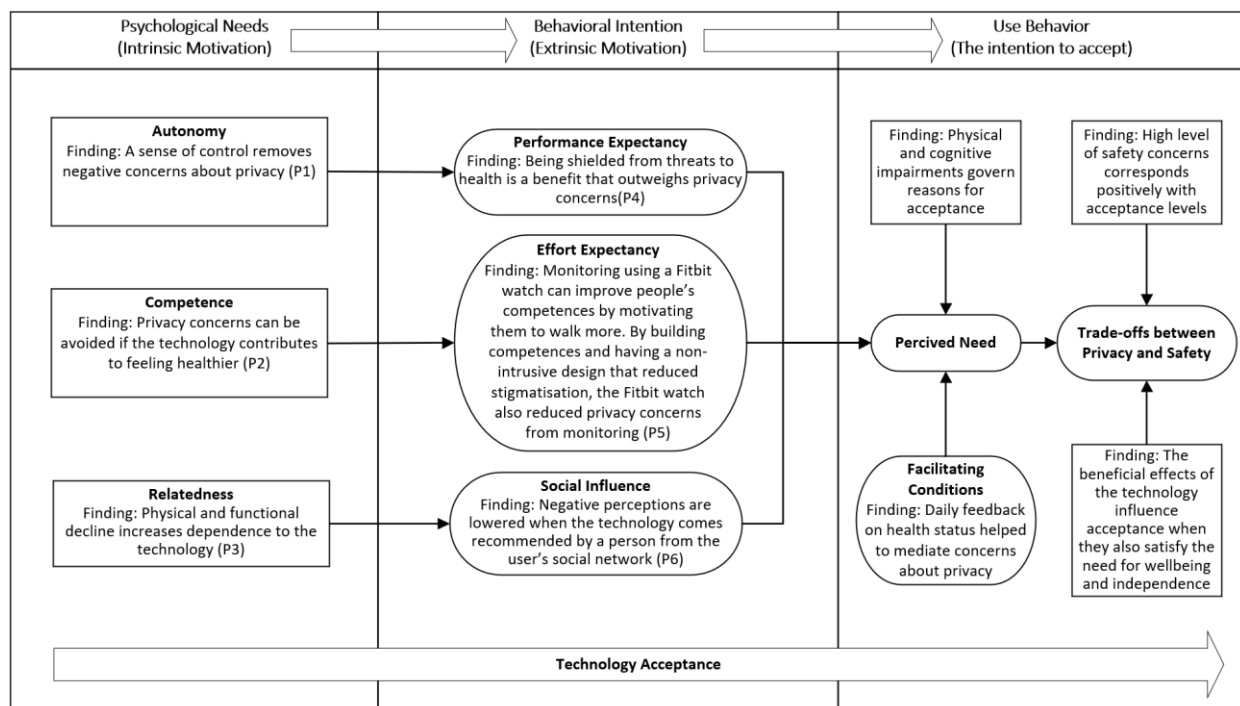 Psychological Needs
(Intrinsic Motivation)
Behavioral Intention
(Extrinsic Motivation)
Use Behavior
(The intention to accept)
Autonomy
Finding: A sense of control removes
negative concerns about privacy (P1)
Competence
Finding: Privacy concerns can be
avoided if the technology contributes
to feeling healthier (P2)
Relatedness
Finding: Physical and functional
decline increases dependence to the
technology (P3)
Performance Expectancy
Finding: Being shielded from threats to
health is a benefit that outweighs privacy
concerns(P4)
Effort Expectancy
Finding: Monitoring using a Fitbit
watch can improve people’s
competences by motivating
them to walk more. By building
competences and having a non-
intrusive design that reduced
stigmatisation, the Fitbit watch
also reduced privacy concerns
from monitoring (P5)
Social Influence
Finding: Negative perceptions are
lowered when the technology comes
recommended by a person from the
user’s social network (P6)
Finding: Physical
and cognitive
impairments govern
reasons for
acceptance
Percived Need
Facilitating
Conditions
Finding: Daily feedback
on health status helped
to mediate concerns
about privacy
Finding: High level
of safety concerns
corresponds
positively with
acceptance levels
Trade-offs between
Privacy and Safety
Finding: The
beneficial effects of
the technology
influence
acceptance when
they also satisfy the
need for wellbeing
and independence
Technology Acceptance